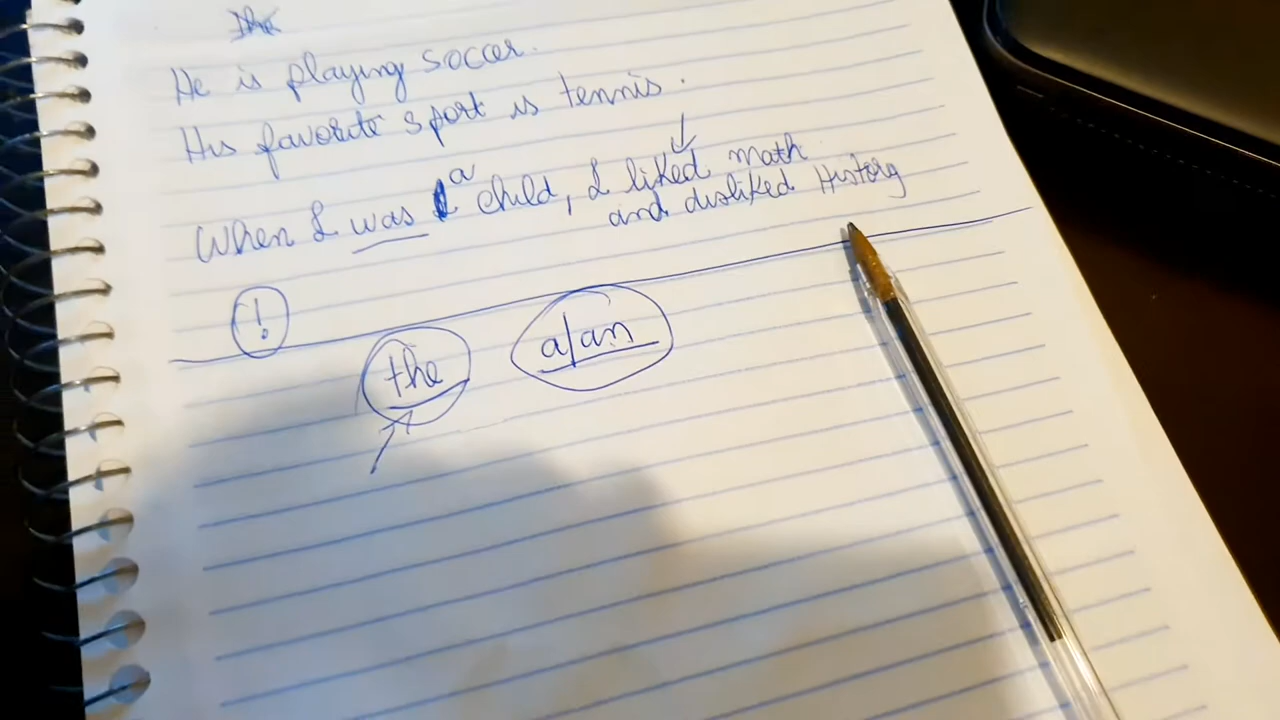 the
He is playing soccer.
His favorite sport is tennis.
When I was a child, I liked math
and disliked History
!
the a/an